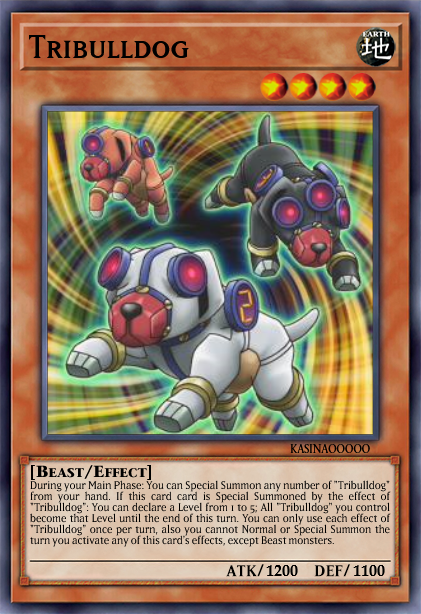 TRIBULLDOG
EARTH
地
2
KASINAOOOOO
[BEAST/EFFECT]
During your Main Phase: You can Special Summon any number of "Tribulldog"
from your hand. If this card card is Special Summoned by the effect of
"Tribulldog": You can declare a Level from 1 to 5; All "Tribulldog" you control
become that Level until the end of this turn. You can only use each effect of
"Tribulldog" once per turn, also you cannot Normal or Special Summon the
turn you activate any of this card's effects, except Beast monsters.
ATK/1200 DEF/1100